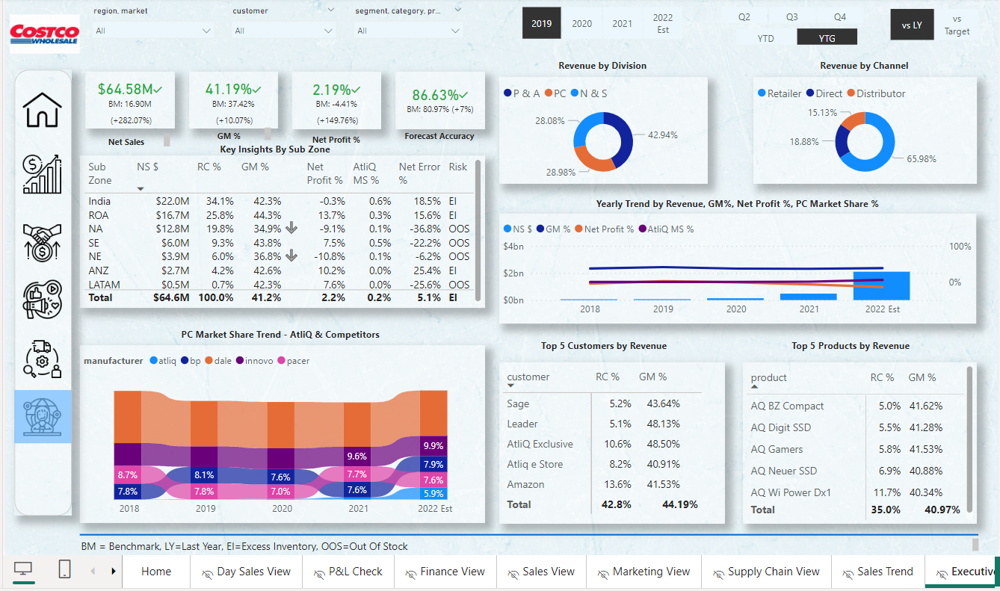 COSTCO
WHOLESALE
region, market
All
customer
All
segment, category, pr...
All
2019
2020
2021
2022
Est
Q2
Q3
Q4
YTD
YTG
vs LY
vs
Target
$64.58M✓
BM: 16.90M
(+282.07%)
Net Sales
41.19%✓
BM: 37.42%
(+10.07%)
GM %
2.19%✓
BM: -4.41%
(+149.76%)
Net Profit %
86.63%✓
BM: 80.97% (+7%)
Forecast Accuracy
Key Insights By Sub Zone
Sub Zone NS $ RC % GM % Net Profit % AtliQ MS % Net Error % Risk
India $22.0M 34.1% 42.3% -0.3% 0.6% 18.5% EI
ROA $16.7M 25.8% 44.3% 13.7% 0.3% 15.6% EI
NA $12.8M 19.8% 34.9% -9.1% 0.1% -36.8% OOS
SE $6.0M 9.3% 43.8% 7.5% 0.5% -22.2% OOS
NE $3.9M 6.0% 36.8% -10.8% 0.1% -6.2% OOS
ANZ $2.7M 4.2% 42.6% 10.2% 0.0% 25.4% EI
LATAM $0.5M 0.7% 42.3% 7.6% 0.0% -25.6% OOS
Total $64.6M 100.0% 41.2% 2.2% 0.2% 5.1% EI
Revenue by Division
P & A PC N & S
28.08%
42.94%
28.98%
Revenue by Channel
Retailer Direct Distributor
15.13%
18.88%
65.98%
Yearly Trend by Revenue, GM%, Net Profit %, PC Market Share %
NS $ GM % Net Profit % AtliQ MS %
$4bn 100%
$2bn 0%
$0bn
2018 2019 2020 2021 2022 Est
PC Market Share Trend - AtliQ & Competitors
manufacturer atliq bp dale innovo pacer
9.9%
9.6% 7.9%
8.7% 8.1% 7.6% 7.7% 7.6%
7.8% 7.8% 7.0% 7.6% 5.9%
2018 2019 2020 2021 2022 Est
Top 5 Customers by Revenue
customer RC % GM %
Sage 5.2% 43.64%
Leader 5.1% 48.13%
AtliQ Exclusive 10.6% 48.50%
Atliq e Store 8.2% 40.91%
Amazon 13.6% 41.53%
Total 42.8% 44.19%
Top 5 Products by Revenue
product RC % GM %
AQ BZ Compact 5.0% 41.62%
AQ Digit SSD 5.5% 41.28%
AQ Gamers 5.8% 41.53%
AQ Neuer SSD 6.9% 40.88%
AQ Wi Power Dx1 11.7% 40.34%
Total 35.0% 40.97%
BM = Benchmark, LY=Last Year, EI=Excess Inventory, OOS=Out Of Stock
Home Day Sales View P&L Check Finance View Sales View Marketing View Supply Chain View Sales Trend Executive